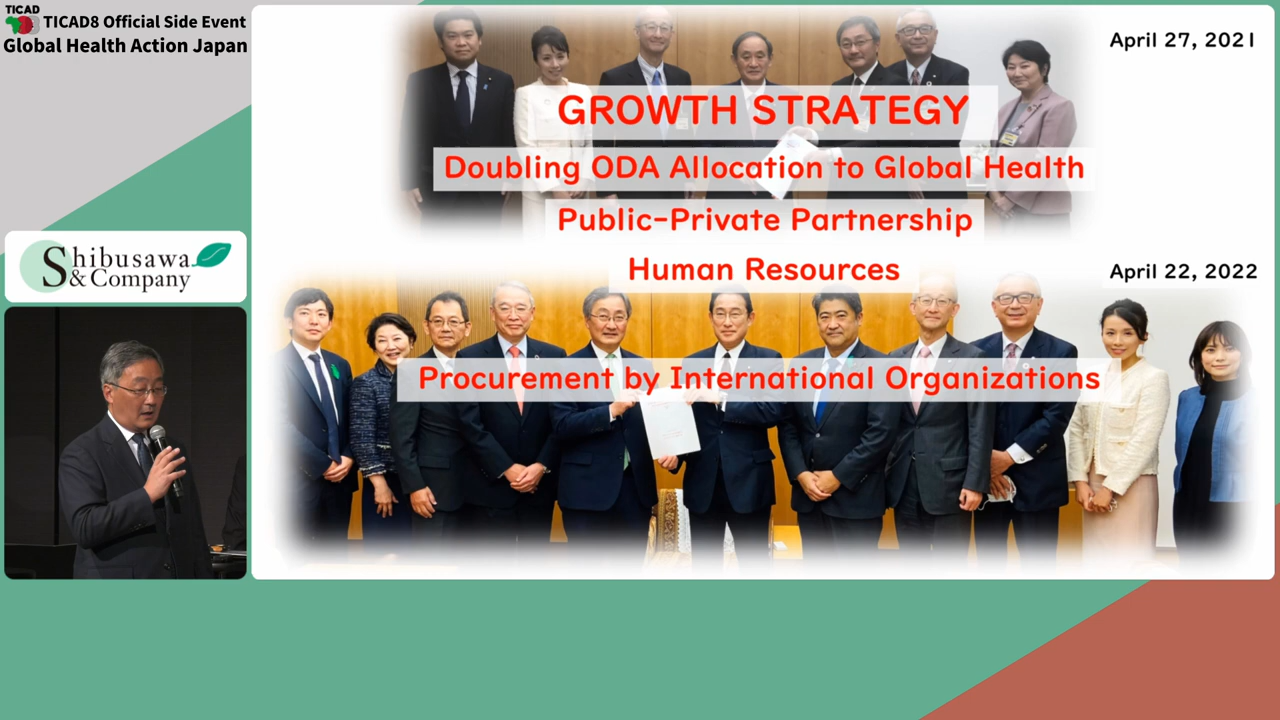 TICAD
TICAD8 Official Side Event
Global Health Action Japan
Shibusawa
& Company
April 27, 2021
GROWTH STRATEGY
Doubling ODA Allocation to Global Health
Public-Private Partnership
Human Resources
April 22, 2022
Procurement by International Organizations